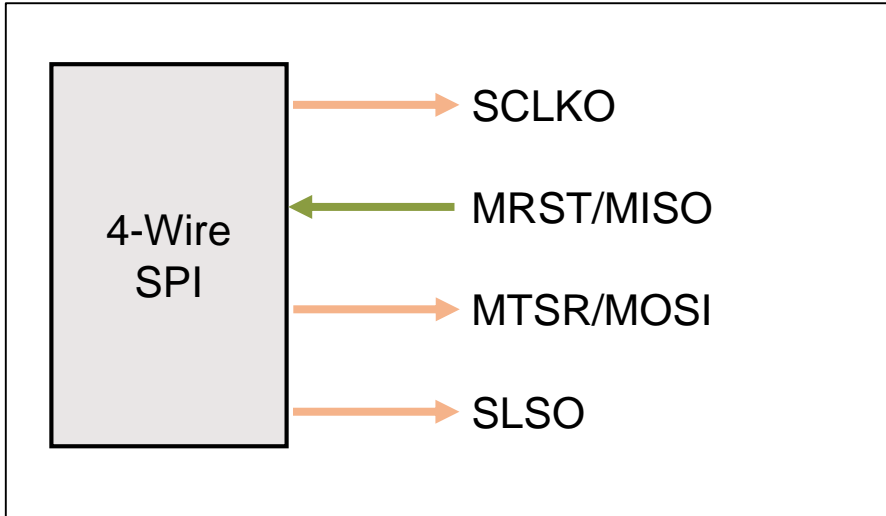 4-Wire
SPI
SCLKO
MRST/MISO
MTSR/MOSI
SLSO